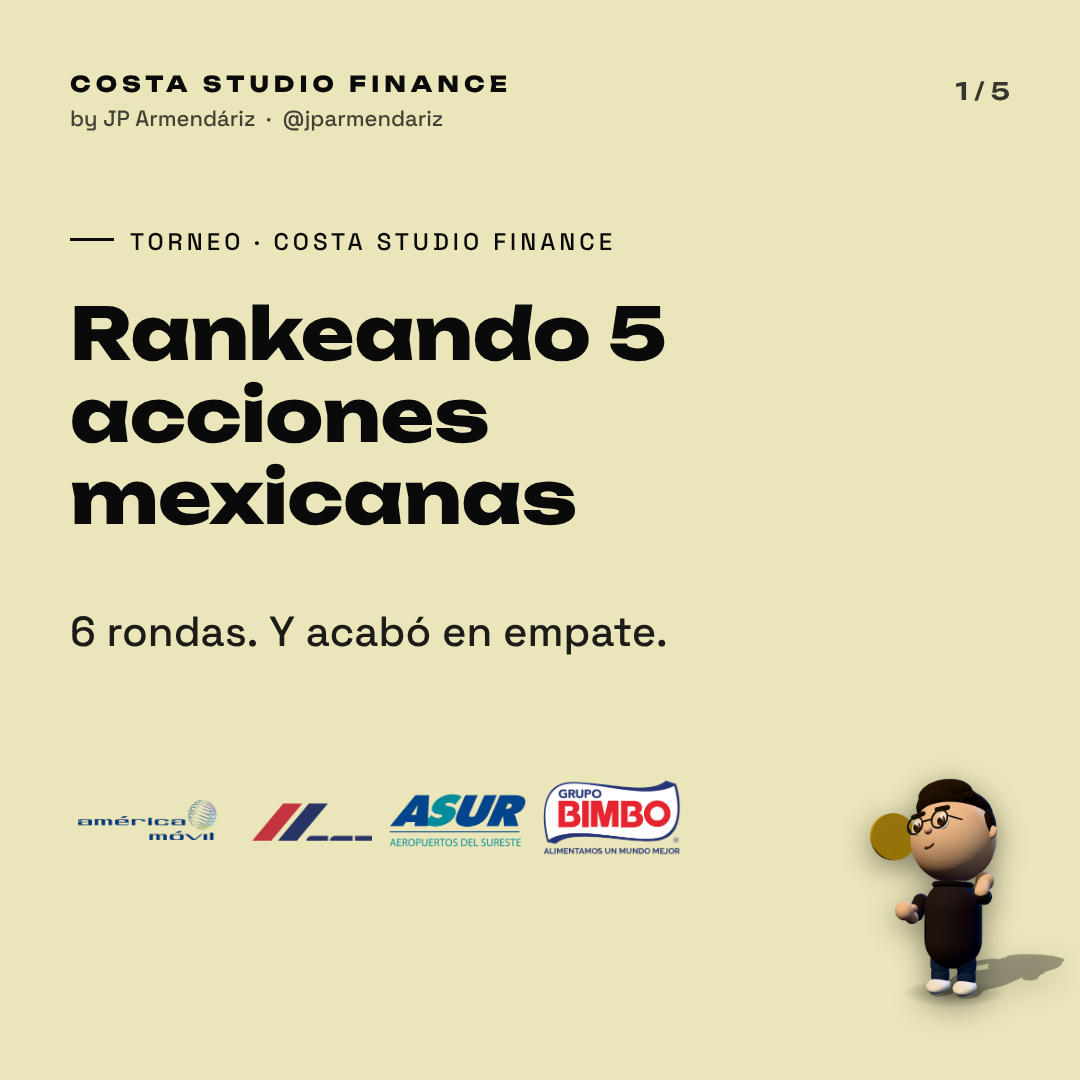 COSTA STUDIO FINANCE
by JP Armendáriz · @jparmendariz
1/5
TORNEO · COSTA STUDIO FINANCE
Rankeando 5
acciones
mexicanas
6 rondas. Y acabó en empate.
américa
móvil
ASUR
AEROPUERTOS DEL SURESTE
GRUPO
BIMBO
®
ALIMENTAMOS UN MUNDO MEJOR